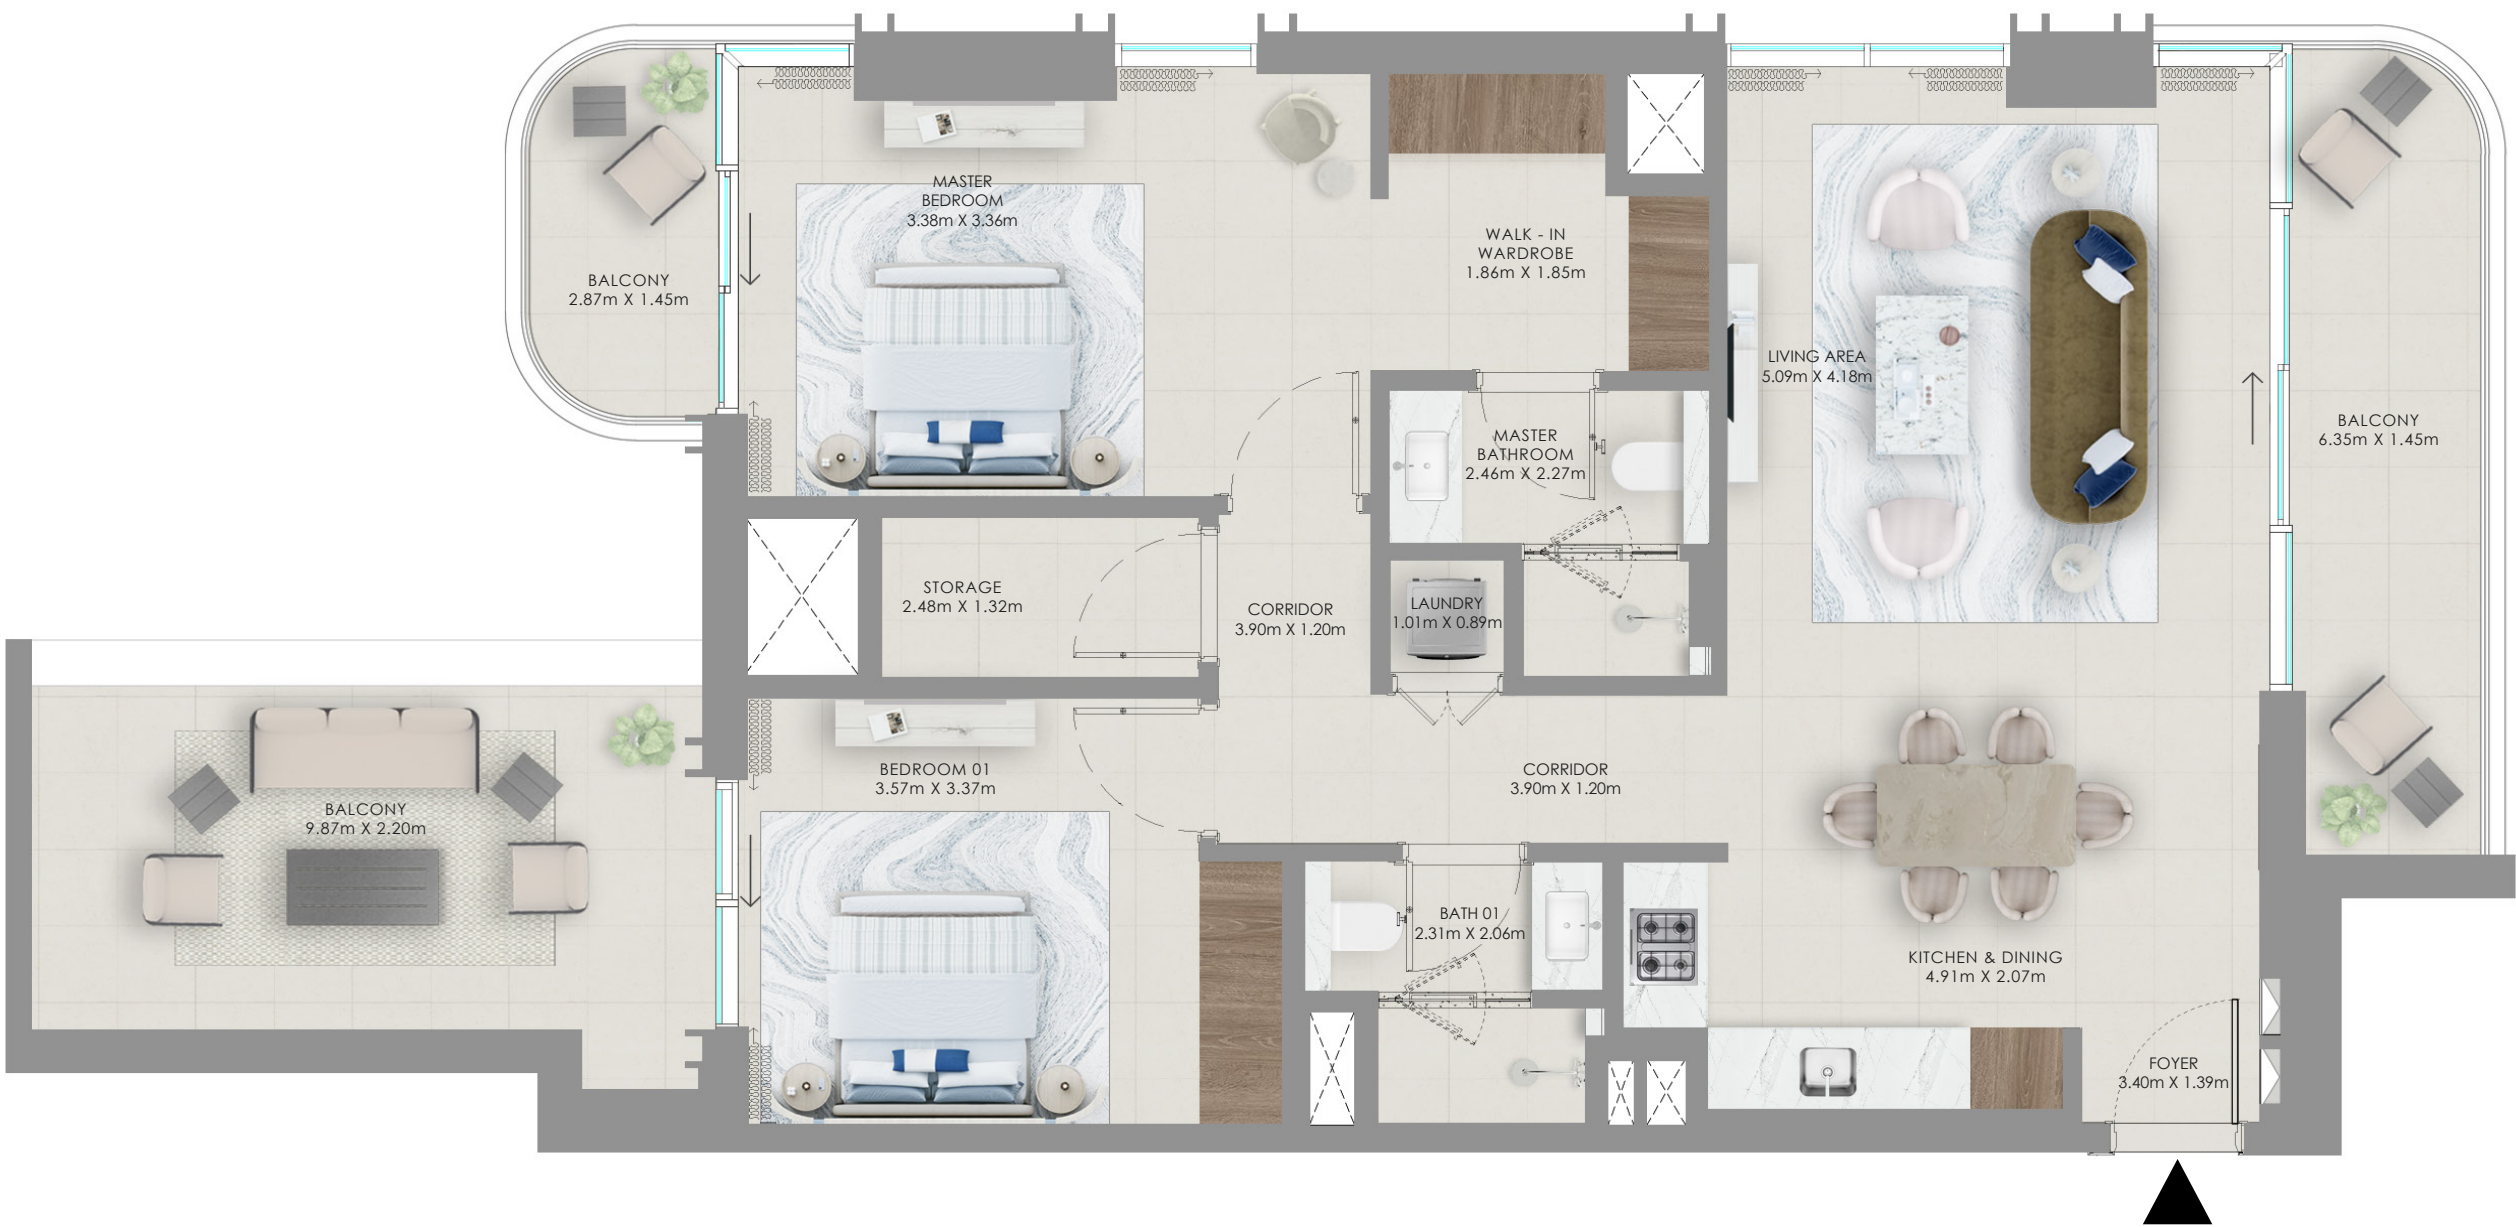 MASTER
BEDROOM
3.38m X 3.36m
WALK - IN
WARDROBE
1.86m X 1.85m
BALCONY
2.87m X 1.45m
LIVING AREA
5.09m X 4.18m
BALCONY
6.35m X 1.45m
MASTER
BATHROOM
2.46m X 2.27m
STORAGE
2.48m X 1.32m
CORRIDOR
3.90m X 1.20m
LAUNDRY
1.01m X 0.89m
BEDROOM 01
3.57m X 3.37m
CORRIDOR
3.90m X 1.20m
BALCONY
9.87m X 2.20m
BATH 01
2.31m X 2.06m
KITCHEN & DINING
4.91m X 2.07m
FOYER
3.40m X 1.39m